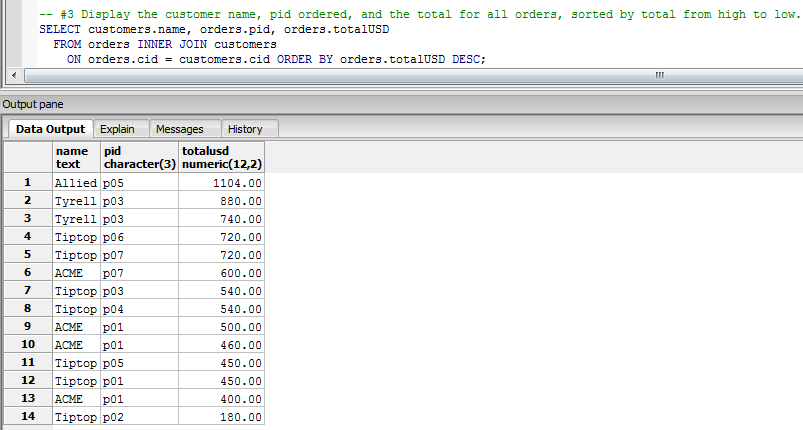 -- #3 Display the customer name, pid ordered, and the total for all orders, sorted by total from high to low.
SELECT customers.name, orders.pid, orders.totalUSD
FROM orders INNER JOIN customers
ON orders.cid = customers.cid ORDER BY orders.totalUSD DESC;
Output pane
Data Output Explain Messages History
name pid totalusd
text character(3) numeric(12,2)
1 Allied p05 1104.00
2 Tyrell p03 880.00
3 Tyrell p03 740.00
4 Tiptop p06 720.00
5 Tiptop p07 720.00
6 ACME p07 600.00
7 Tiptop p03 540.00
8 Tiptop p04 540.00
9 ACME p01 500.00
10 ACME p01 460.00
11 Tiptop p05 450.00
12 Tiptop p01 450.00
13 ACME p01 400.00
14 Tiptop p02 180.00